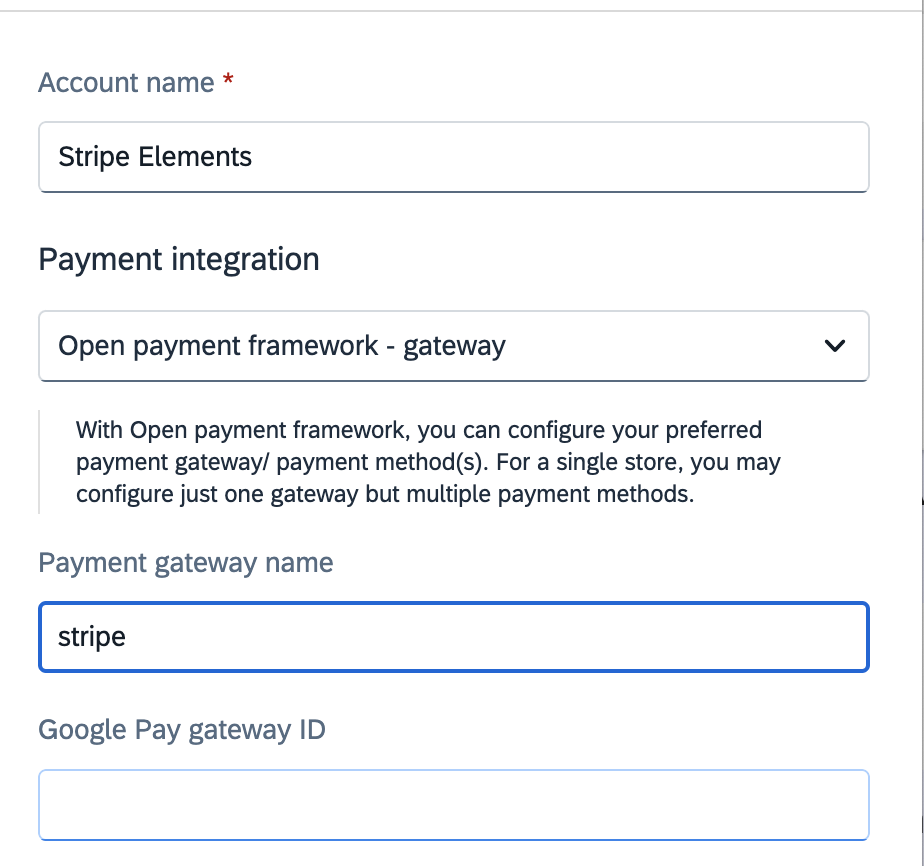 Account name *
Stripe Elements
Payment integration
Open payment framework - gateway
With Open payment framework, you can configure your preferred
payment gateway/ payment method(s). For a single store, you may
configure just one gateway but multiple payment methods.
Payment gateway name
stripe
Google Pay gateway ID